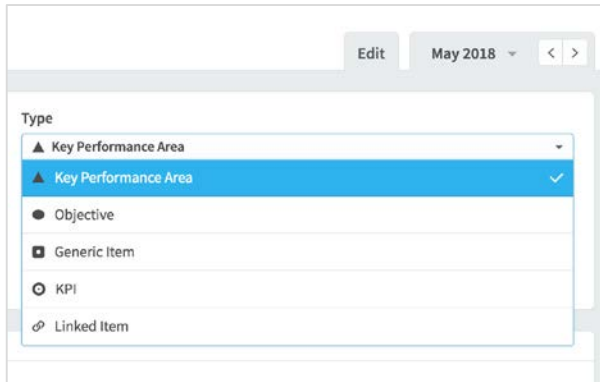 Edit
May 2018
Type
Key Performance Area
Key Performance Area
Objective
Generic Item
KPI
Linked Item